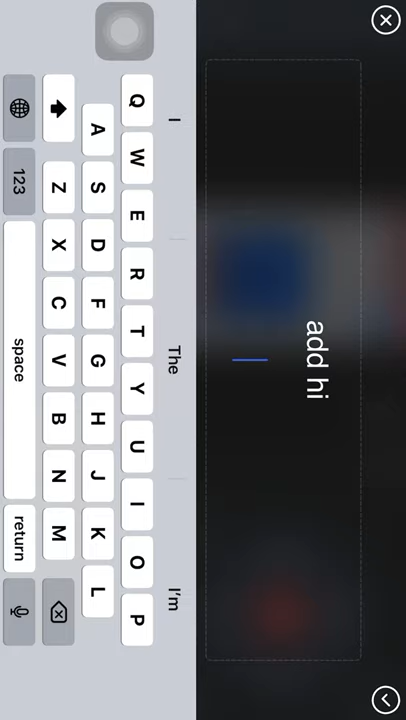 add hi
I The I'm
Q W E R T Y U I O P
A S D F G H J K L
Z X C V B N M
123 space return